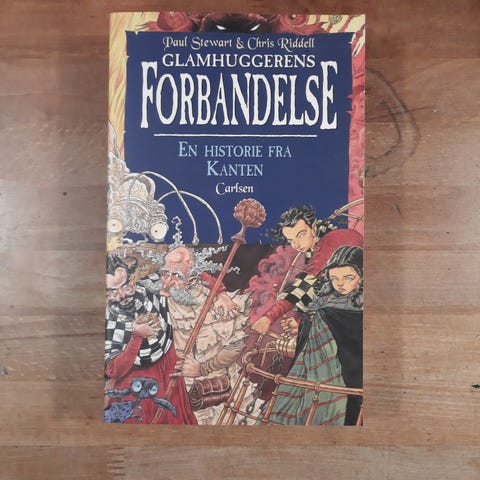 Paul Stewart & Chris Riddell
GLAMHUGGERENS
FORBANDELSE
EN HISTORIE FRA
KANTEN
Carlsen